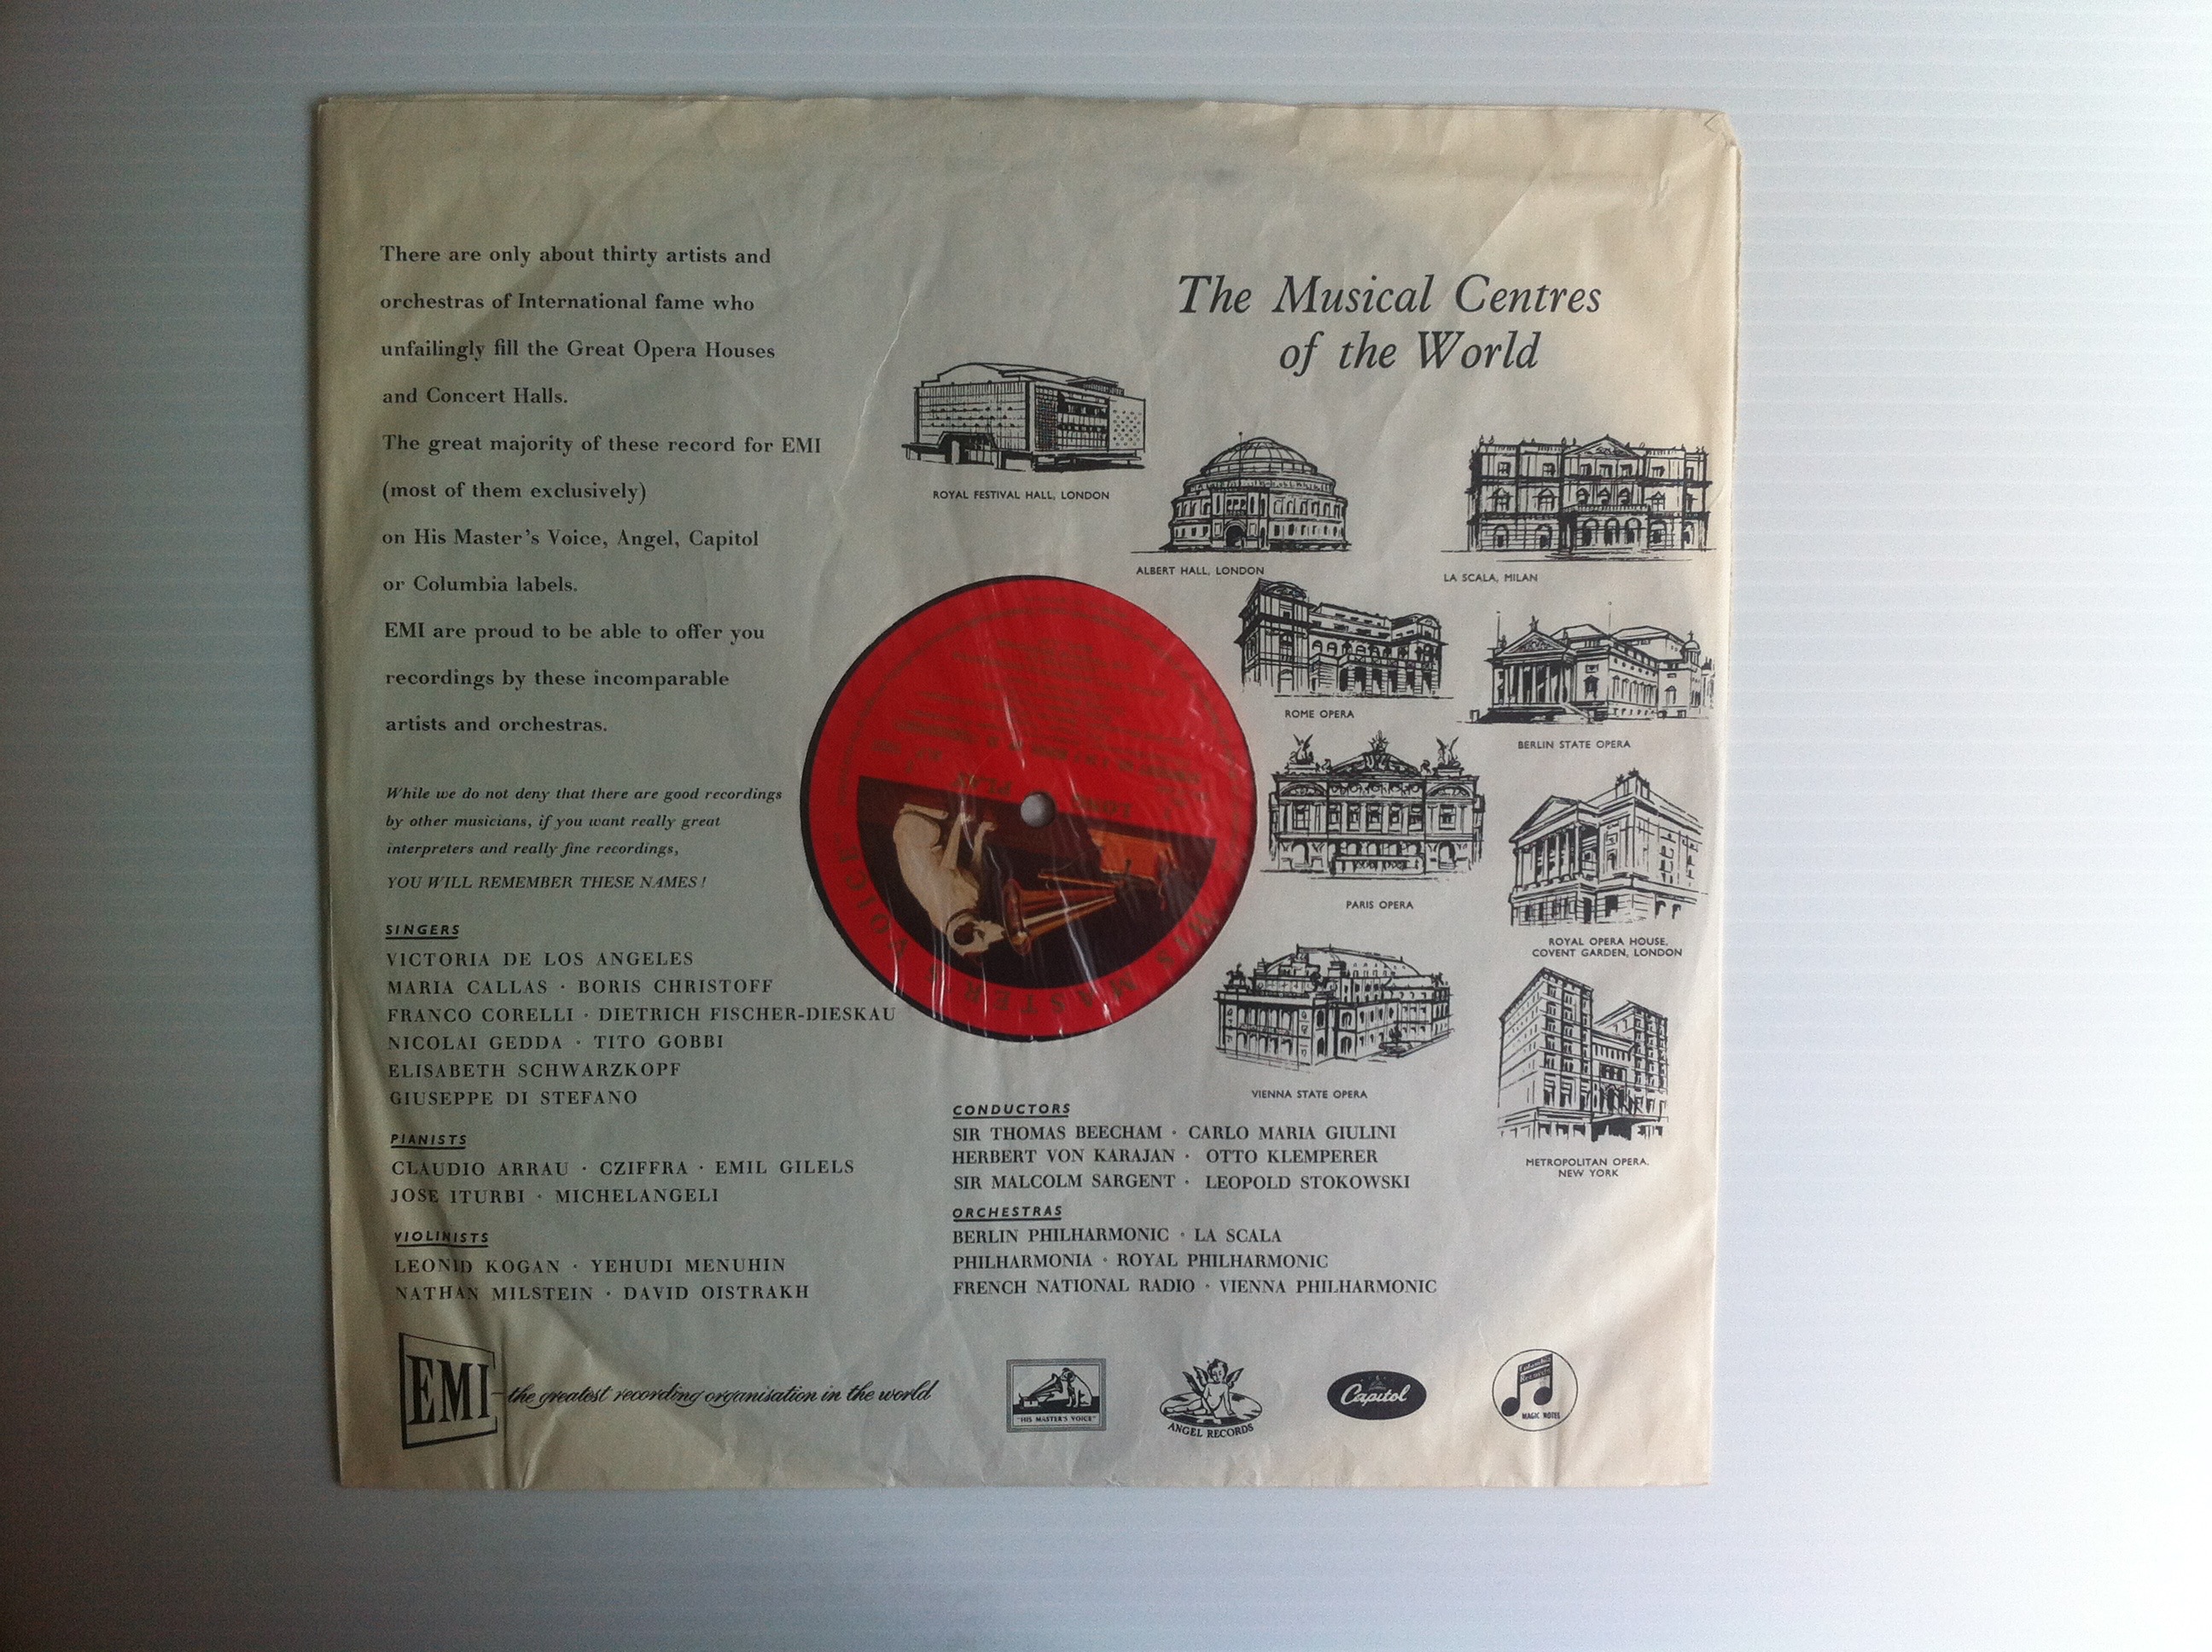 There are only about thirty artists and
orchestras of International fame who
unfailingly fill the Great Opera Houses
and Concert Halls.
The great majority of these record for EMI
(most of them exclusively)
on His Master's Voice, Angel, Capitol
or Columbia labels.
EMI are proud to be able to offer you
recordings by these incomparable
artists and orchestras.
While we do not deny that there are good recordings
by other musicians, if you want really great
interpreters and really fine recordings,
YOU WILL REMEMBER THESE NAMES!
SINGERS
VICTORIA DE LOS ANGELES
MARIA CALLAS · BORIS CHRISTOFF
FRANCO CORELLI · DIETRICH FISCHER-DIESKAU
NICOLAI GEDDA · TITO GOBBI
ELISABETH SCHWARZKOPF
GIUSEPPE DI STEFANO
PIANISTS
CLAUDIO ARRAU · CZIFFRA · EMIL GILELS
JOSE ITURBI · MICHELANGELI
VIOLINISTS
LEONID KOGAN · YEHUDI MENUHIN
NATHAN MILSTEIN · DAVID OISTRAKH
The Musical Centres
of the World
ROYAL FESTIVAL HALL, LONDON
ALBERT HALL, LONDON
LA SCALA, MILAN
ROME OPERA
BERLIN STATE OPERA
PARIS OPERA
ROYAL OPERA HOUSE,
COVENT GARDEN, LONDON
VIENNA STATE OPERA
METROPOLITAN OPERA,
NEW YORK
LONG PLAY
HIS MASTER'S VOICE
CONDUCTORS
SIR THOMAS BEECHAM · CARLO MARIA GIULINI
HERBERT VON KARAJAN · OTTO KLEMPERER
SIR MALCOLM SARGENT · LEOPOLD STOKOWSKI
ORCHESTRAS
BERLIN PHILHARMONIC · LA SCALA
PHILHARMONIA · ROYAL PHILHARMONIC
FRENCH NATIONAL RADIO · VIENNA PHILHARMONIC
EMI - the greatest recording organisation in the world
"HIS MASTER'S VOICE"
ANGEL RECORDS
Capitol
Columbia
Records
MAGIC NOTES